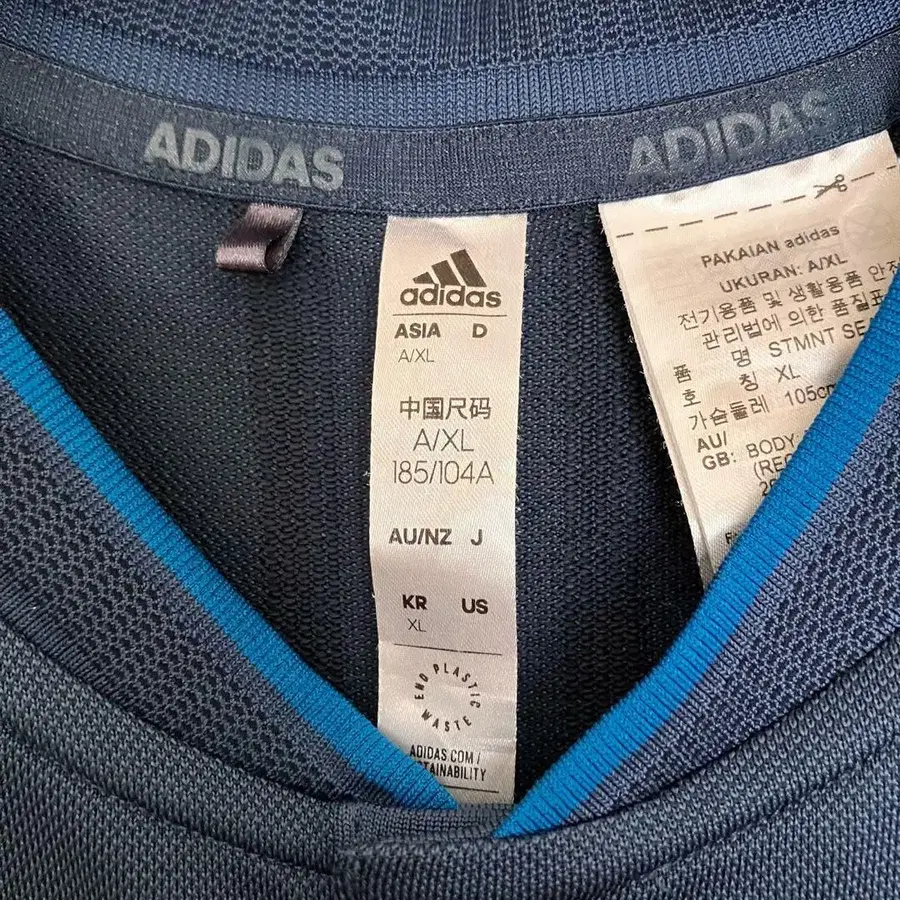 ADIDAS
ADIDAS
adidas
ASIA D
A/XL
中国尺码
A/XL
185/104A
AU/NZ J
KR US
XL
END PLASTIC WASTE
ADIDAS.COM/
PAKAIAN adidas
UKURAN: A/XL
전기용품 및 생활용품 안전
관리법에 의한 품질표
품 명 STMNT SE
호 칭 XL
가슴둘레 105cm
AU/
GB: BODY
(REC